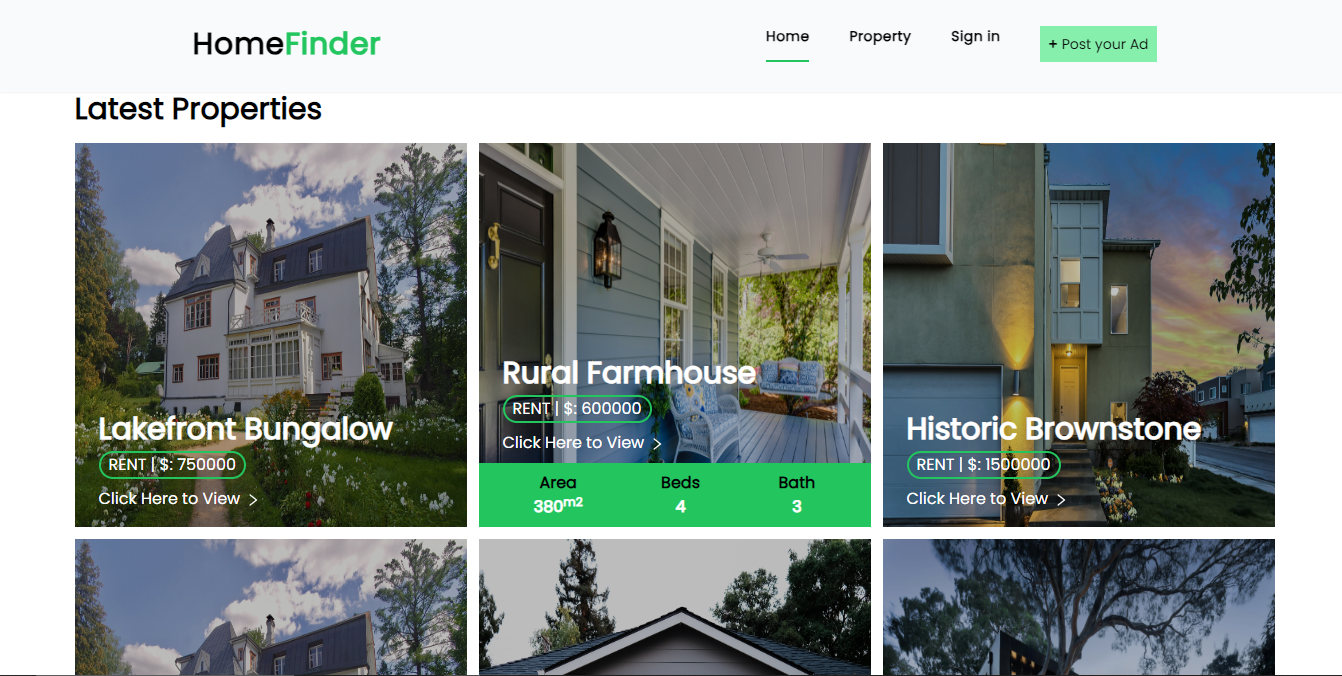 HomeFinder
Home Property Sign in + Post your Ad
Latest Properties
Lakefront Bungalow
RENT | $: 750000
Click Here to View >
Rural Farmhouse
RENT | $: 600000
Click Here to View >
Area Beds Bath
380m2 4 3
Historic Brownstone
RENT | $: 1500000
Click Here to View >